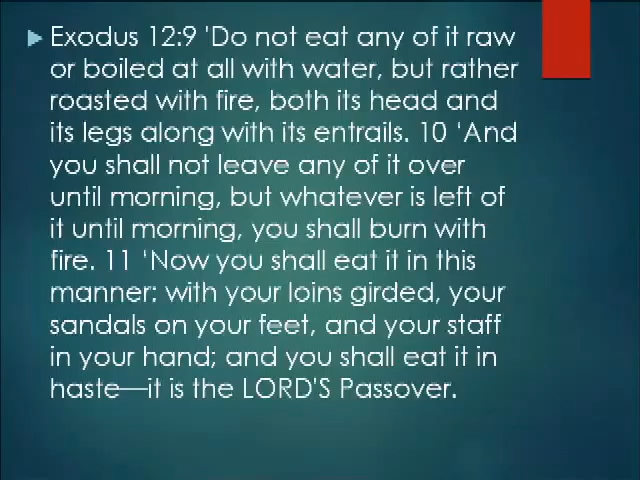 Exodus 12:9 'Do not eat any of it raw
or boiled at all with water, but rather
roasted with fire, both its head and
its legs along with its entrails. 10 ‘And
you shall not leave any of it over
until morning, but whatever is left of
it until morning, you shall burn with
fire. 11 ‘Now you shall eat it in this
manner: with your loins girded, your
sandals on your feet, and your staff
in your hand; and you shall eat it in
haste—it is the LORD'S Passover.